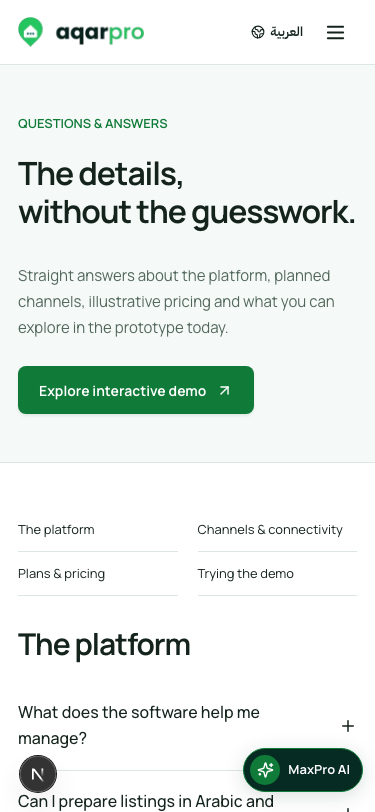 aqarpro
العربية
QUESTIONS & ANSWERS
The details,
without the guesswork.
Straight answers about the platform, planned
channels, illustrative pricing and what you can
explore in the prototype today.
Explore interactive demo
The platform
Channels & connectivity
Plans & pricing
Trying the demo
The platform
What does the software help me
manage?
N
MaxPro AI
Can I prepare listings in Arabic and